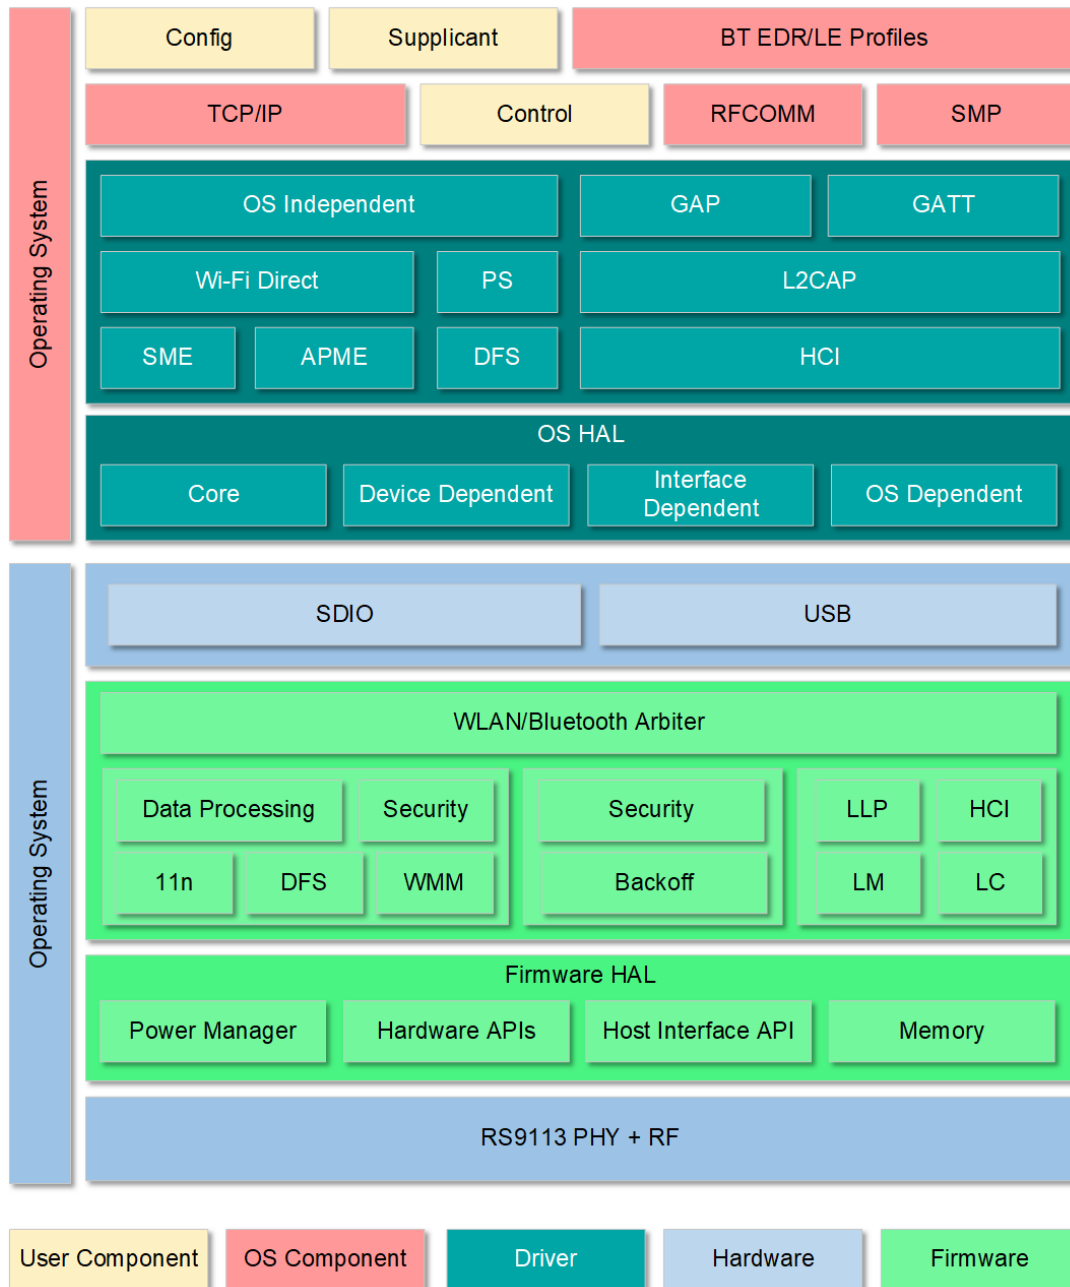 Config
Supplicant
BT EDR/LE Profiles
TCP/IP
Control
RFCOMM
SMP
Operating System
OS Independent
GAP
GATT
Wi-Fi Direct
PS
L2CAP
SME
APME
DFS
HCI
OS HAL
Core
Device Dependent
Interface
Dependent
OS Dependent
Operating System
SDIO
USB
WLAN/Bluetooth Arbiter
Data Processing
Security
Security
LLP
HCI
11n
DFS
WMM
Backoff
LM
LC
Firmware HAL
Power Manager
Hardware APIs
Host Interface API
Memory
RS9113 PHY + RF
User Component
OS Component
Driver
Hardware
Firmware